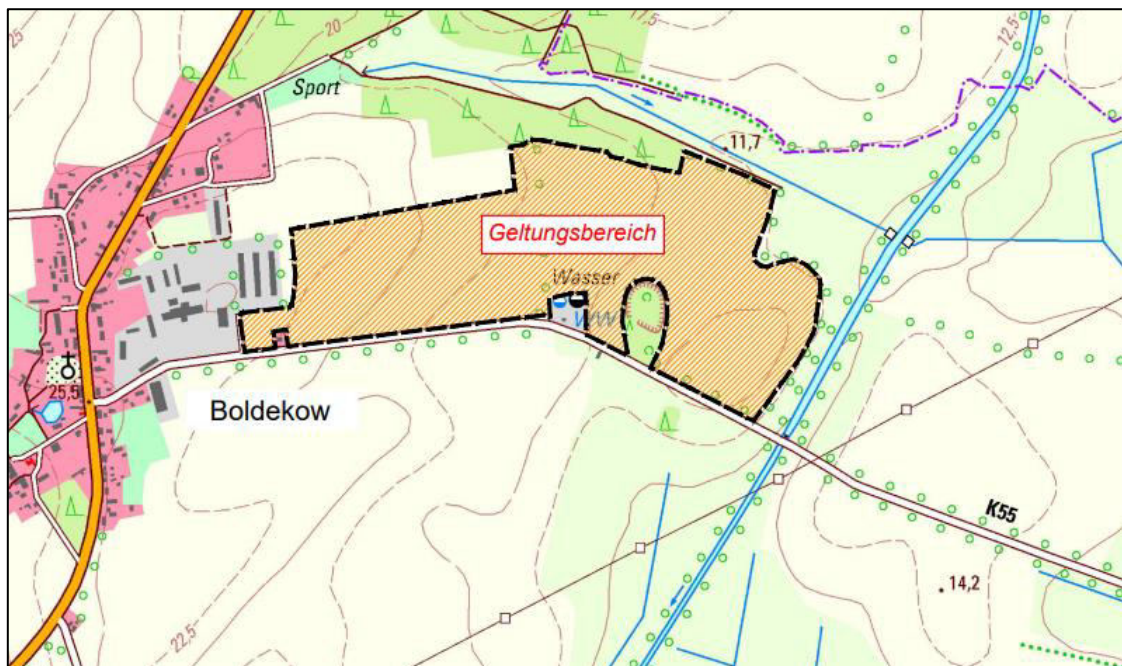 25
20
17,5
12,5
Sport
11,7
Geltungsbereich
Wasser
WW
25,5
Boldekow
K55
14,2
22,5